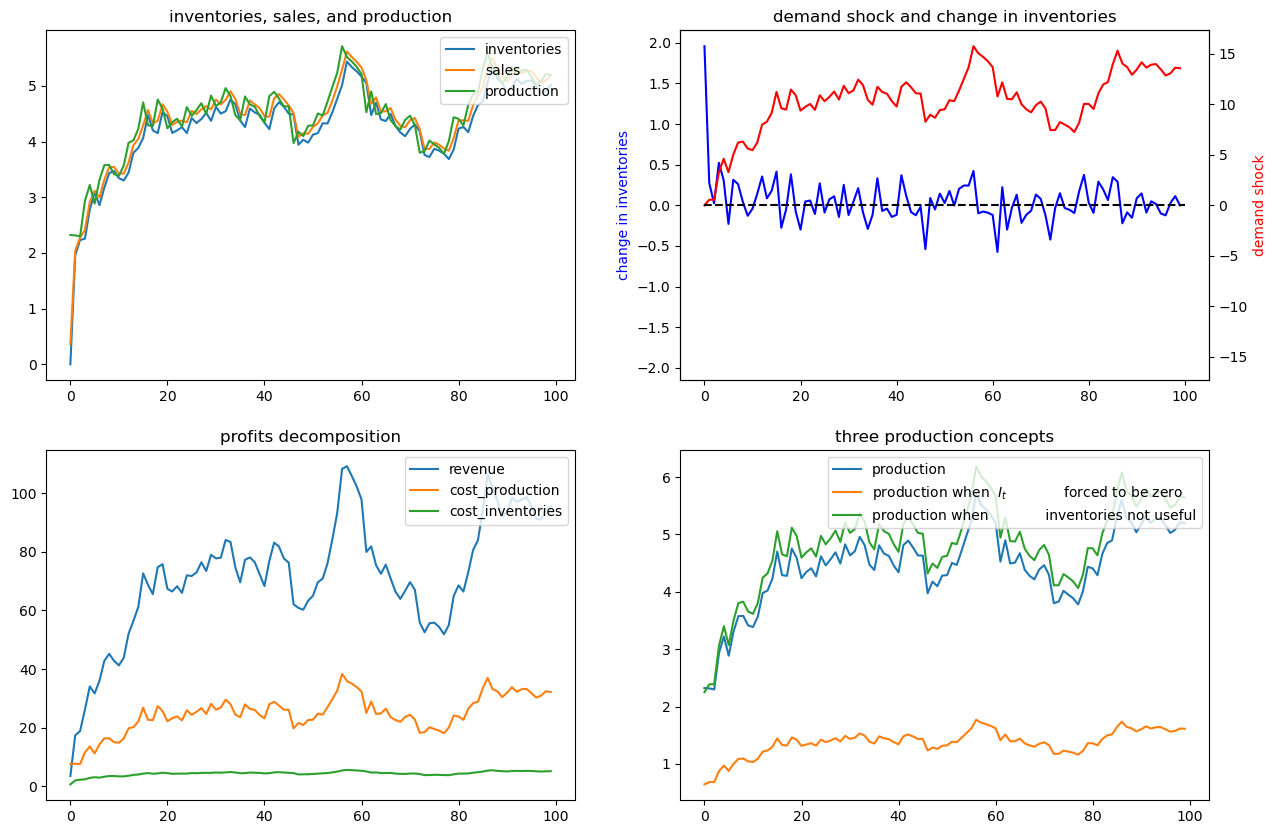 inventories, sales, and production
inventories
sales
production
5
4
3
2
1
0
0 20 40 60 80 100
demand shock and change in inventories
change in inventories
2.0
1.5
1.0
0.5
0.0
−0.5
−1.0
−1.5
−2.0
15
10
5
0
−5
−10
−15
demand shock
0 20 40 60 80 100
profits decomposition
revenue
cost_production
cost_inventories
100
80
60
40
20
0
0 20 40 60 80 100
three production concepts
production
production when I_t forced to be zero
production when inventories not useful
6
5
4
3
2
1
0 20 40 60 80 100